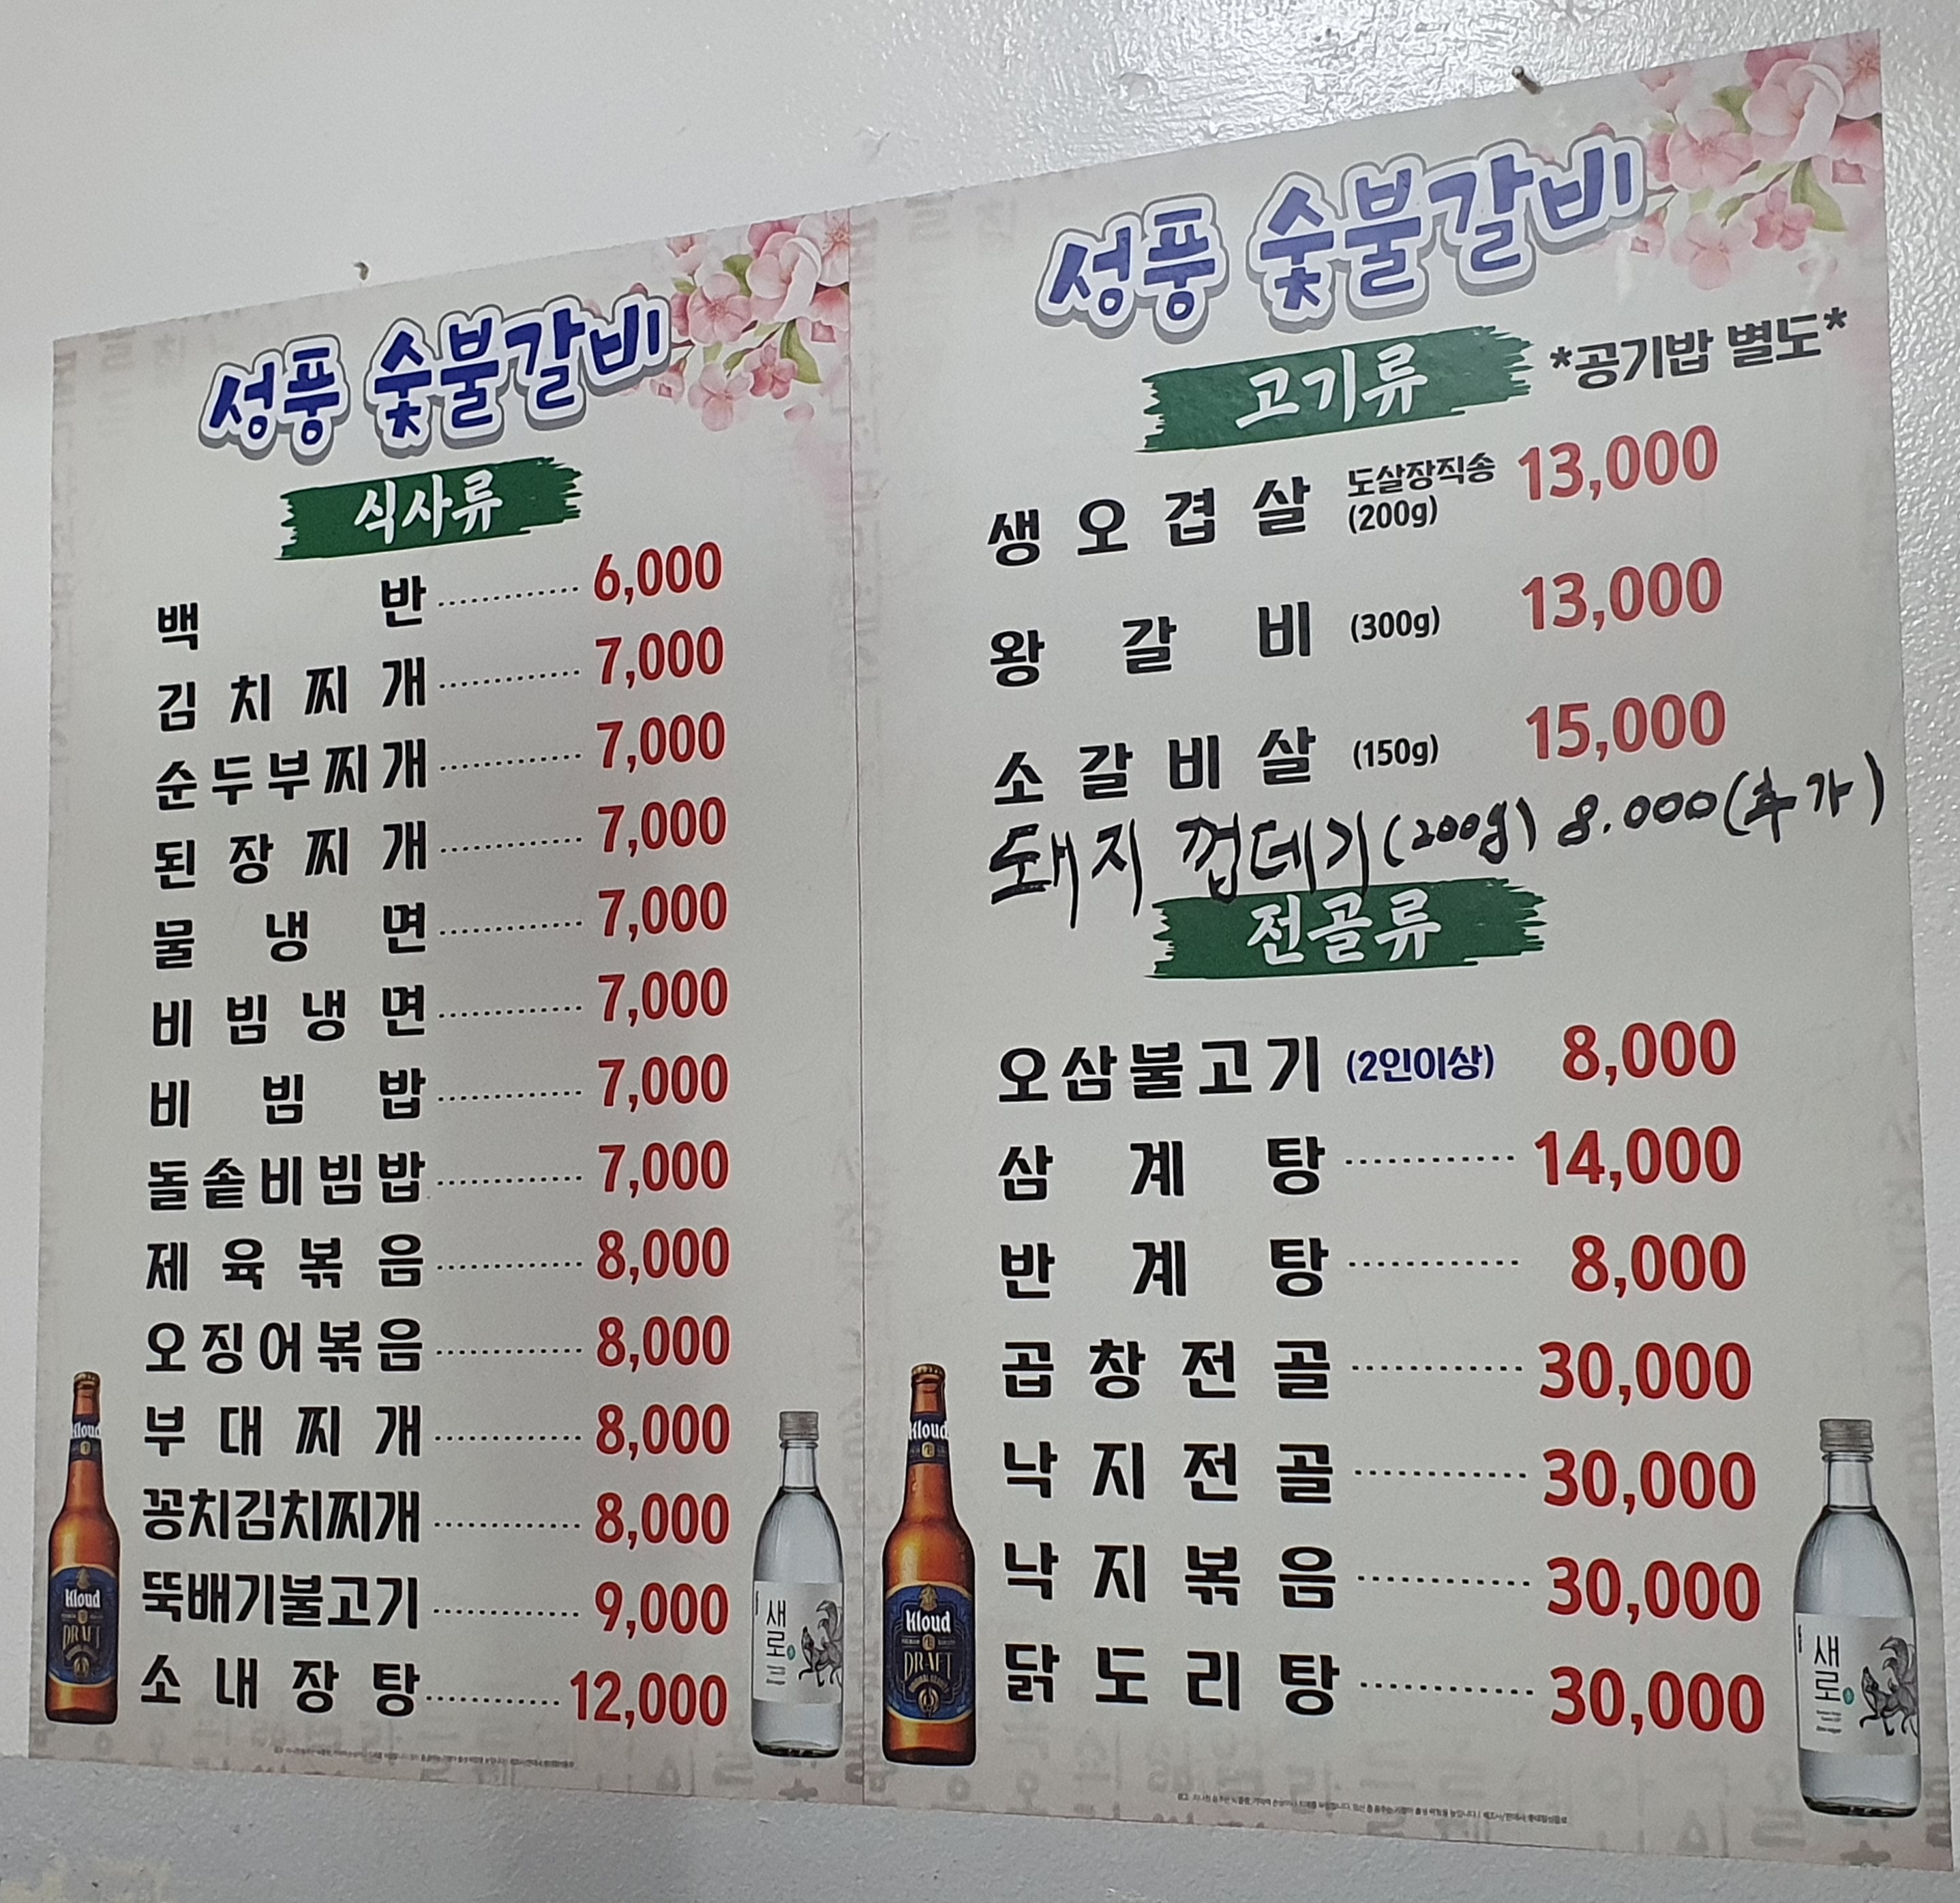 성풍 숯불갈비
식사류
백반 6,000
김치찌개 7,000
순두부찌개 7,000
된장찌개 7,000
물냉면 7,000
비빔냉면 7,000
비빔밥 7,000
돌솥비빔밥 7,000
제육볶음 8,000
오징어볶음 8,000
부대찌개 8,000
꽁치김치찌개 8,000
뚝배기불고기 9,000
소내장탕 12,000
Kloud
Kloud
DRAFT
새로
성풍 숯불갈비
고기류 *공기밥 별도*
생오겹살 도살장직송 (200g) 13,000
왕갈비 (300g) 13,000
소갈비살 (150g) 15,000
돼지 껍데기(200g) 8.000(추가)
전골류
오삼불고기 (2인이상) 8,000
삼계탕 14,000
반계탕 8,000
곱창전골 30,000
낙지전골 30,000
낙지볶음 30,000
닭도리탕 30,000
Kloud
Kloud
DRAFT
새로